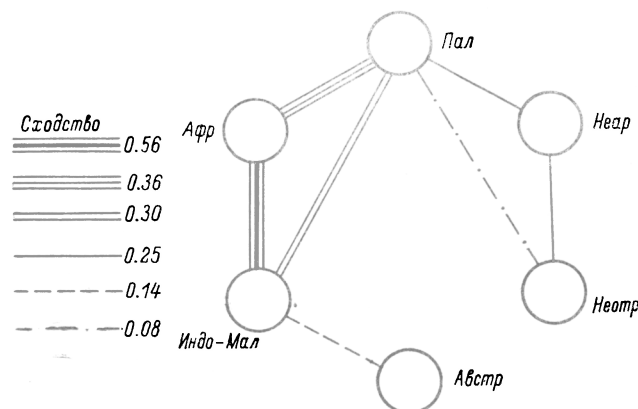 Пал
Сходство
Афр
Неар
0.56
0.36
0.30
0.25
0.14
0.08
Неотр
Индо-Мал
Австр